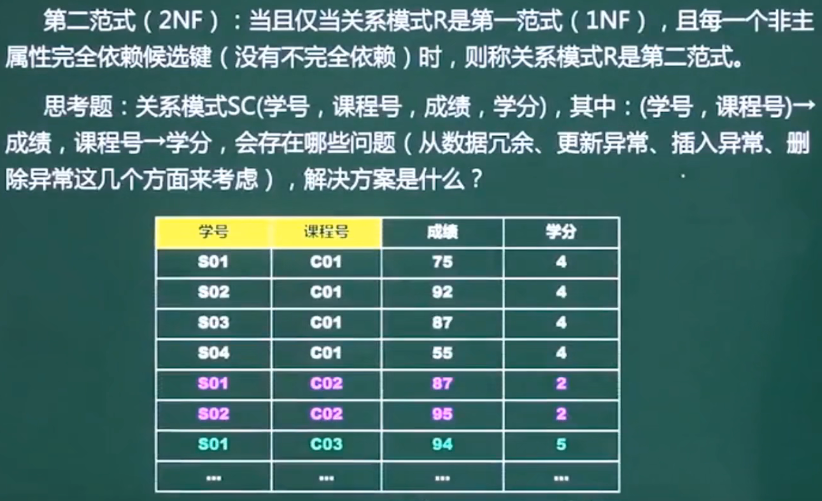 第二范式（2NF）：当且仅当关系模式R是第一范式（1NF），且每一个非主
属性完全依赖候选键（没有不完全依赖）时，则称关系模式R是第二范式。
思考题：关系模式SC(学号，课程号，成绩，学分)，其中：(学号，课程号)→
成绩，课程号→学分，会存在哪些问题（从数据冗余、更新异常、插入异常、删
除异常这几个方面来考虑），解决方案是什么？
学号 课程号 成绩 学分
S01 C01 75 4
S02 C01 92 4
S03 C01 87 4
S04 C01 55 4
S01 C02 87 2
S02 C02 95 2
S01 C03 94 5
... ... ... ...